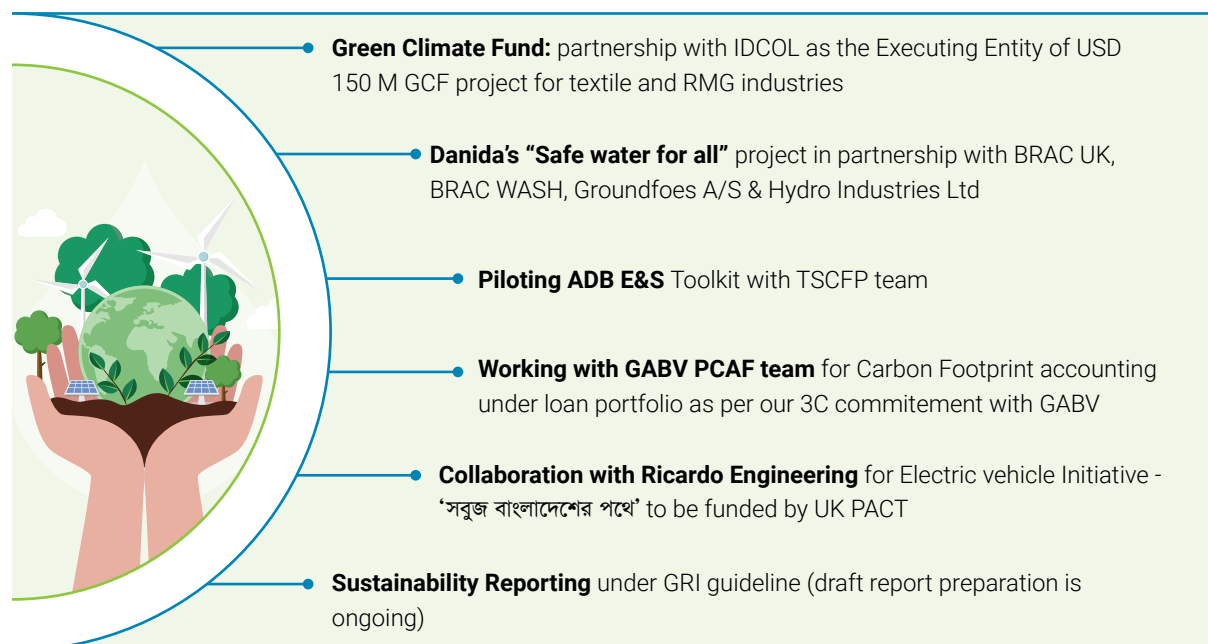 Green Climate Fund: partnership with IDCOL as the Executing Entity of USD
150 M GCF project for textile and RMG industries
Danida's “Safe water for all” project in partnership with BRAC UK,
BRAC WASH, Groundfoes A/S & Hydro Industries Ltd
Piloting ADB E&S Toolkit with TSCFP team
Working with GABV PCAF team for Carbon Footprint accounting
under loan portfolio as per our 3C commitement with GABV
Collaboration with Ricardo Engineering for Electric vehicle Initiative -
‘সবুজ বাংলাদেশের পথে’ to be funded by UK PACT
Sustainability Reporting under GRI guideline (draft report preparation is
ongoing)